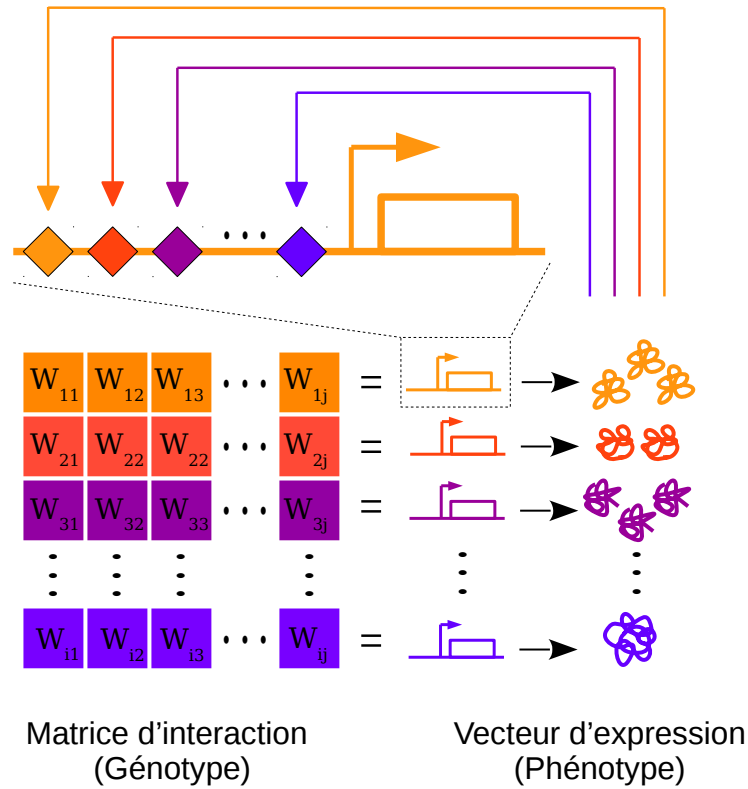 W11 W12 W13 ... W1j =
W21 W22 W22 ... W2j =
W31 W32 W33 ... W3j =
Wi1 Wi2 Wi3 ... Wij =
Matrice d’interaction
(Génotype)
Vecteur d’expression
(Phénotype)